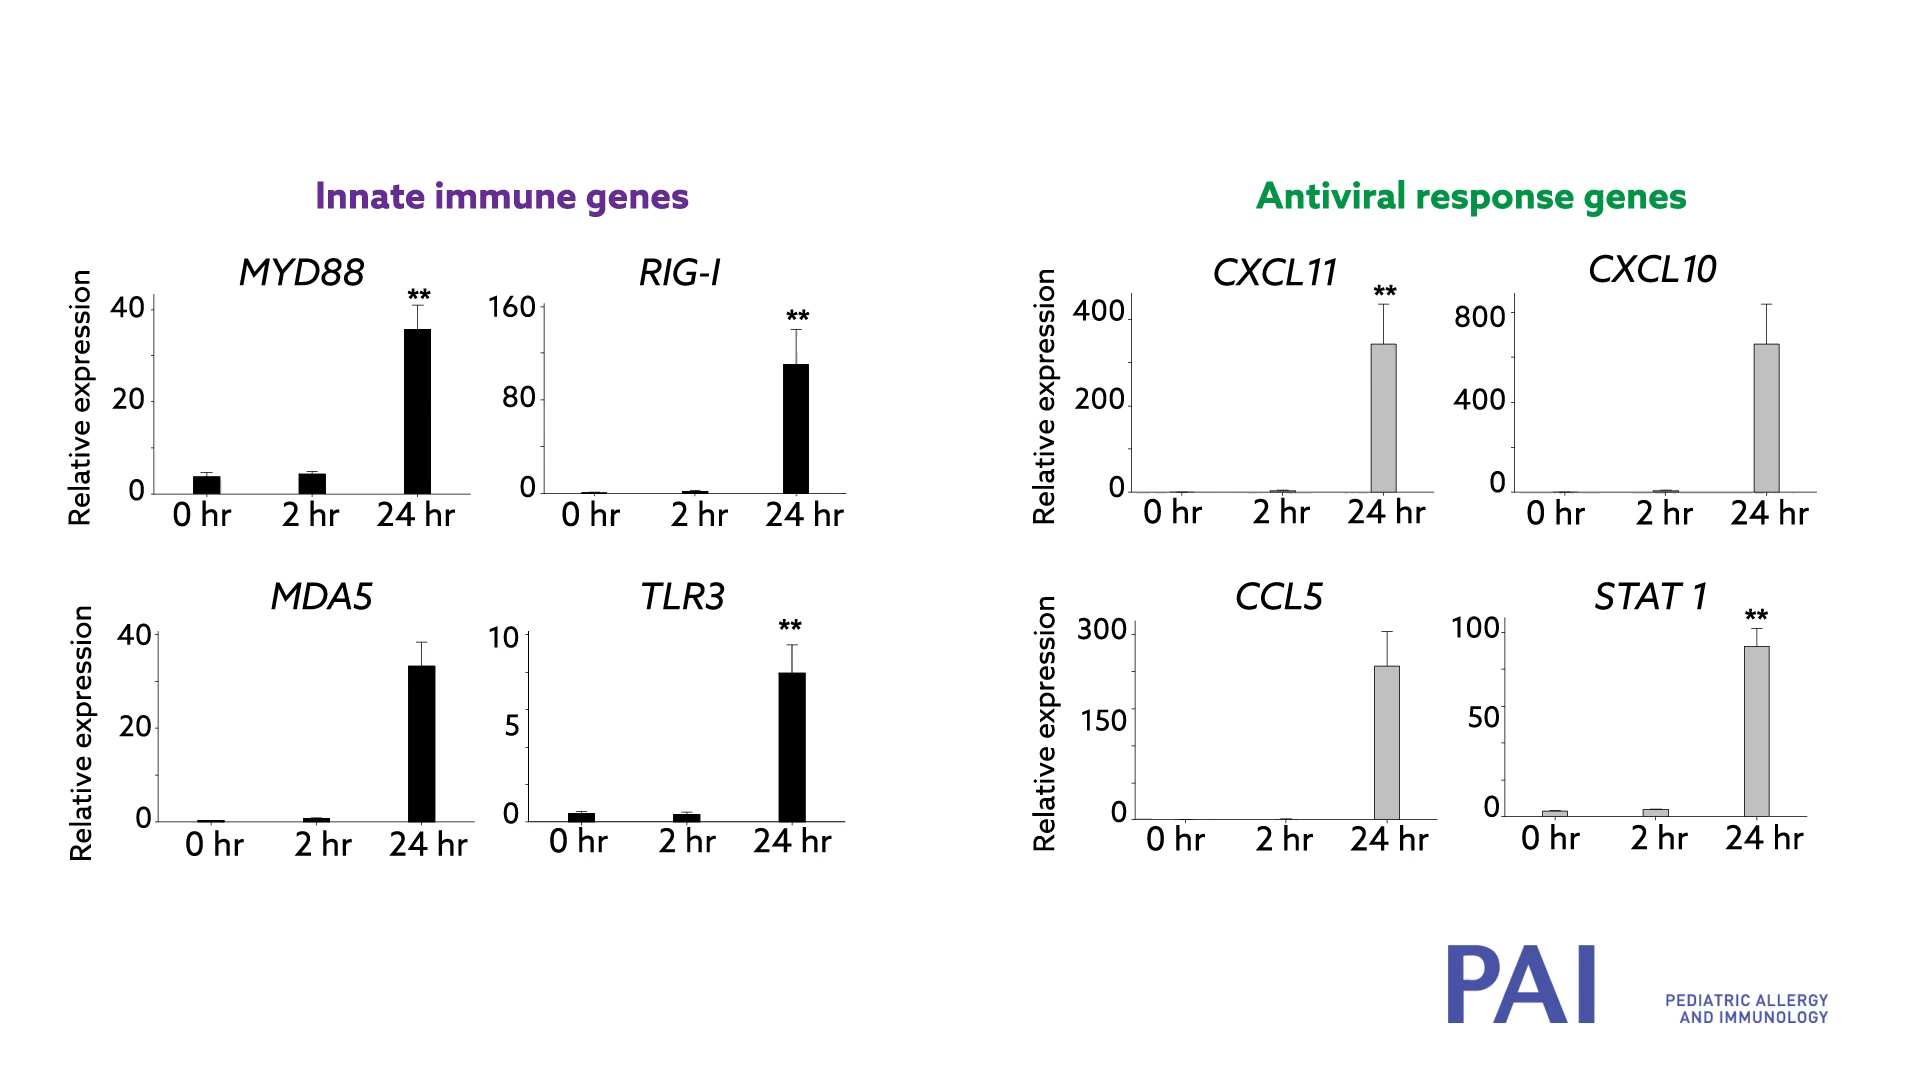 Innate immune genes
MYD88
Relative expression
40
**
20
0
0 hr 2 hr 24 hr
RIG-I
160
**
80
0
0 hr 2 hr 24 hr
MDA5
Relative expression
40
20
0
0 hr 2 hr 24 hr
TLR3
10
**
5
0
0 hr 2 hr 24 hr
Antiviral response genes
CXCL11
Relative expression
400
**
200
0
0 hr 2 hr 24 hr
CXCL10
800
400
0
0 hr 2 hr 24 hr
CCL5
Relative expression
300
150
0
0 hr 2 hr 24 hr
STAT 1
100
**
50
0
0 hr 2 hr 24 hr
PAI
PEDIATRIC ALLERGY
AND IMMUNOLOGY